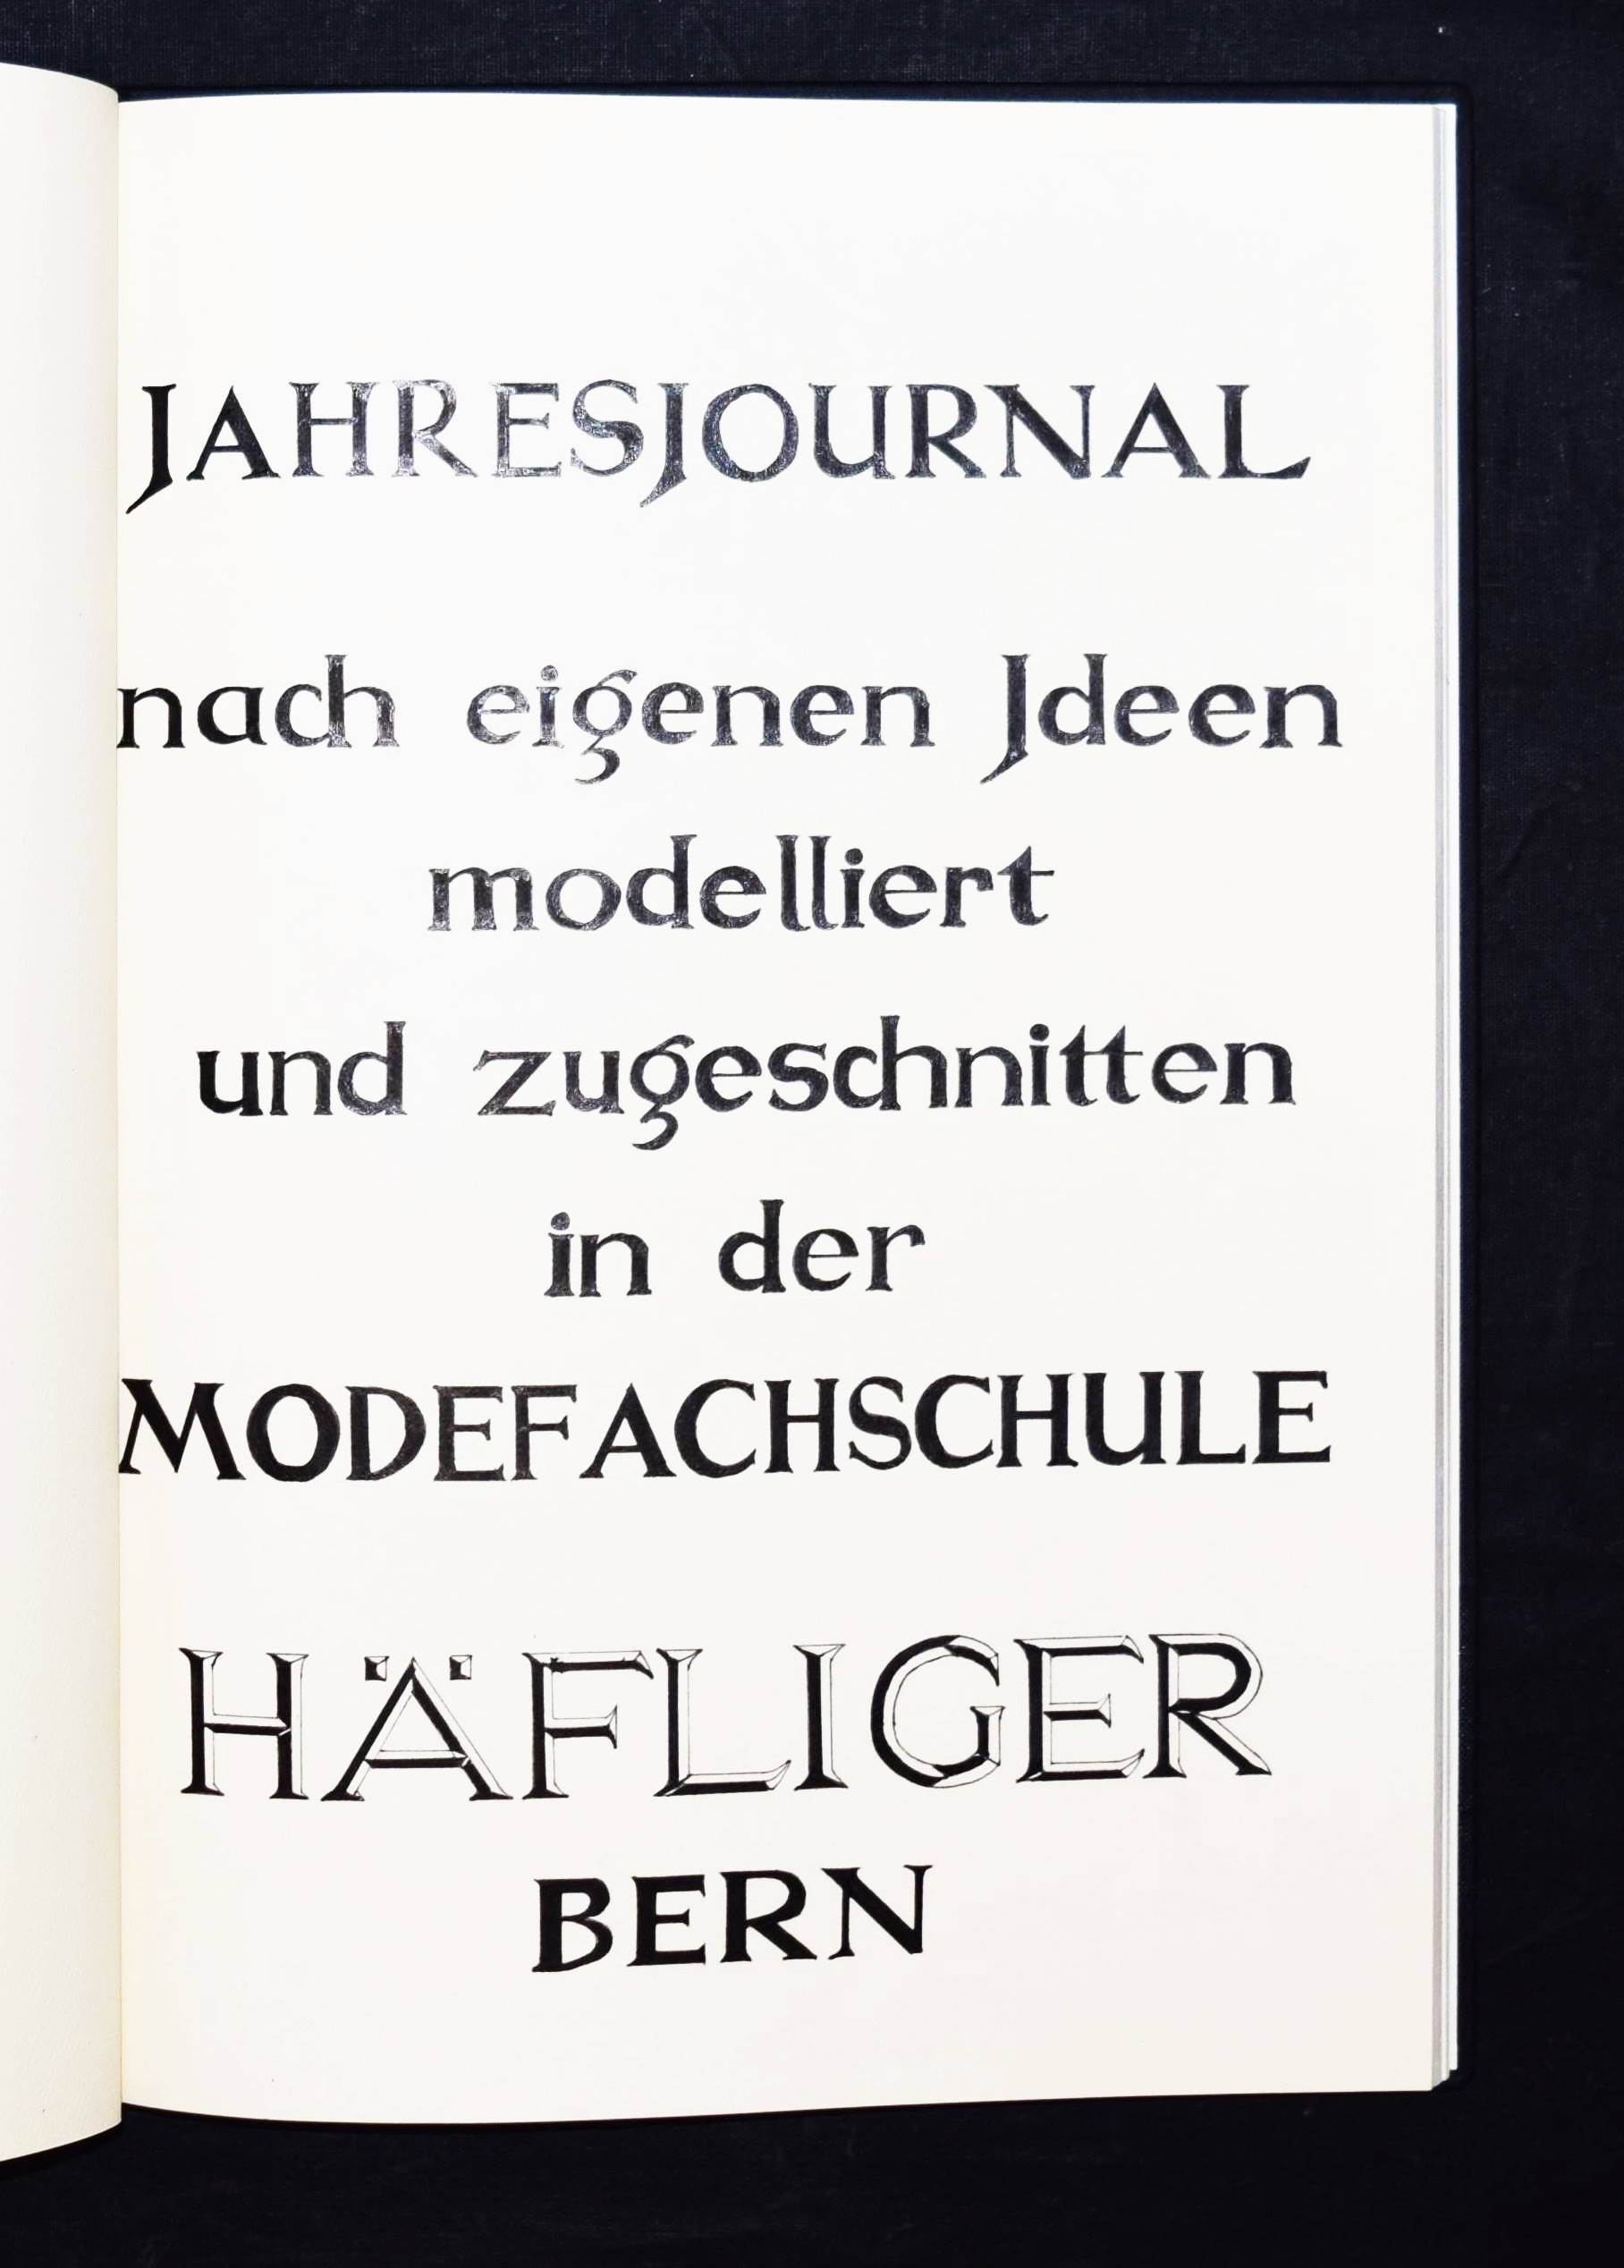 JAHRESJOURNAL
nach eigenen Jdeen
modelliert
und zugeschnitten
in der
MODEFACHSCHULE
HÄFLIGER
BERN